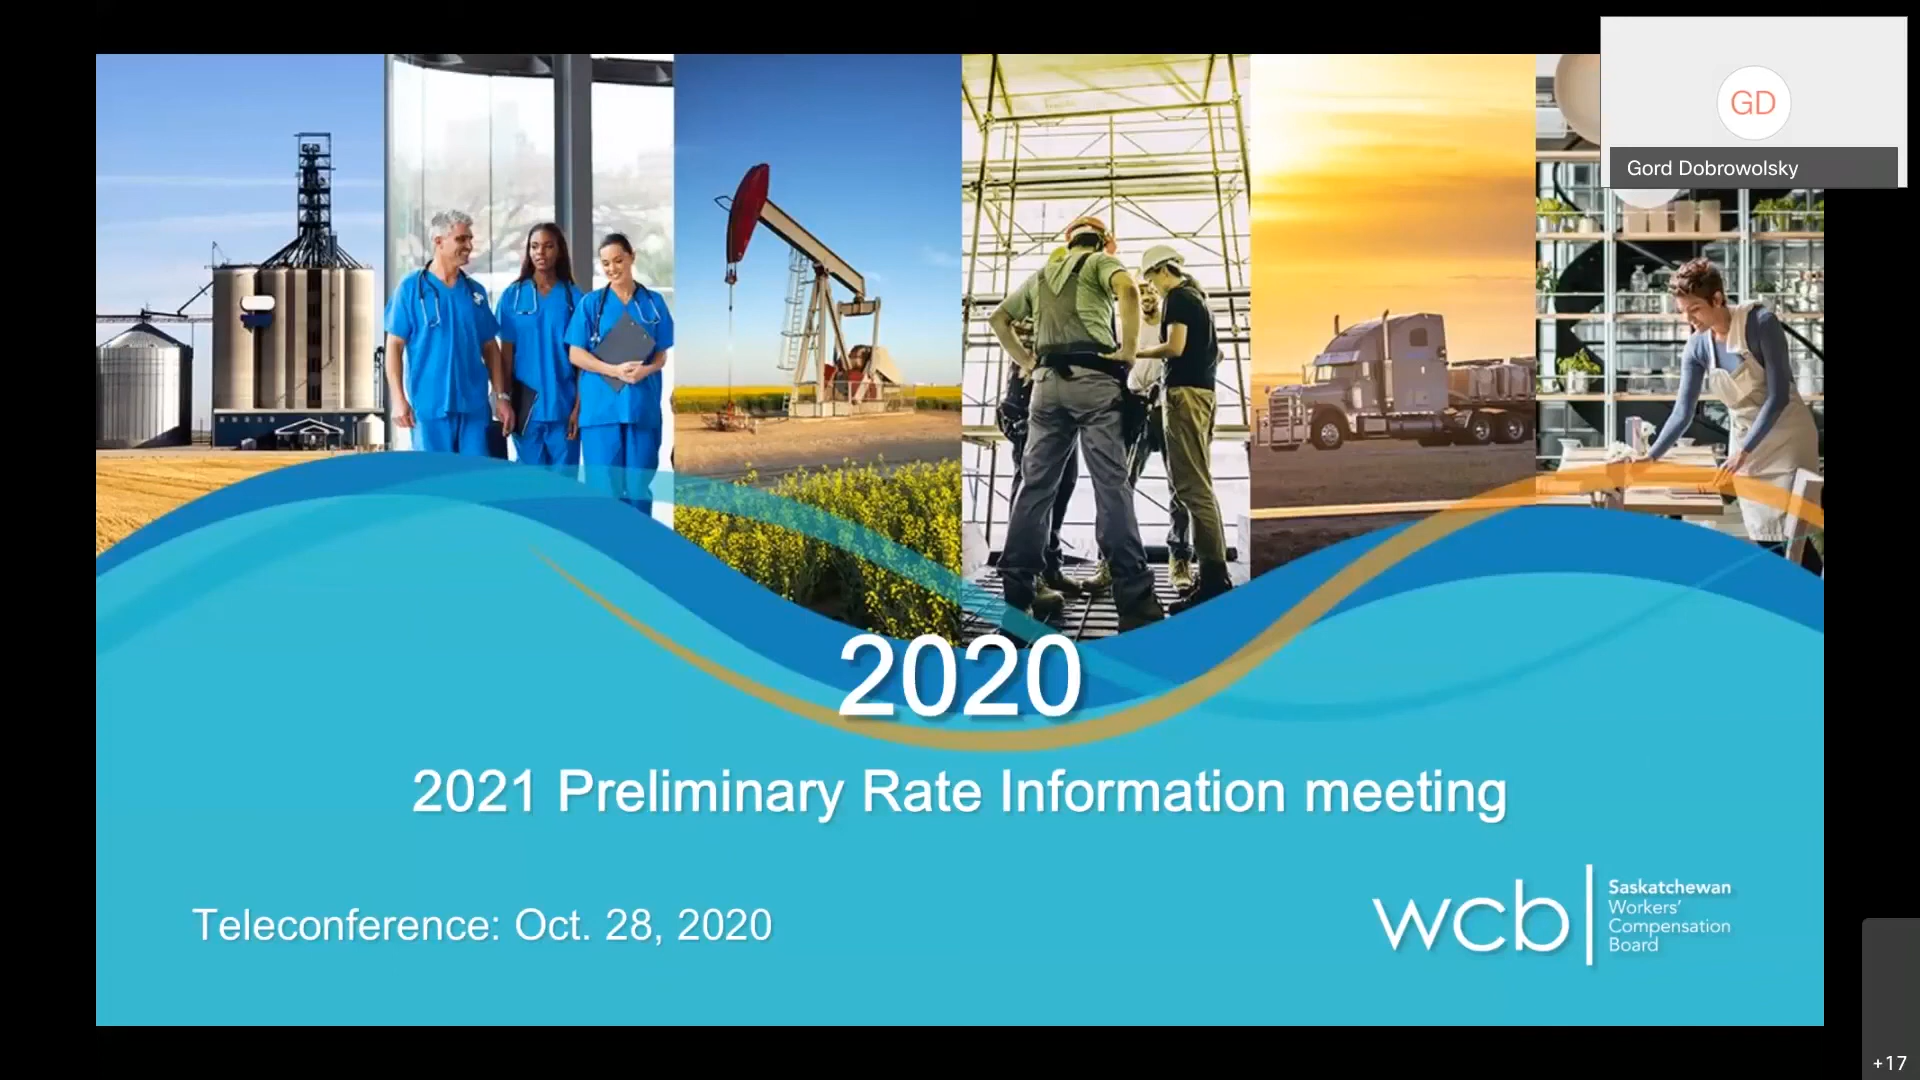 GD
Gord Dobrowolsky
2020
2021 Preliminary Rate Information meeting
Teleconference: Oct. 28, 2020
wcb
Saskatchewan
Workers'
Compensation
Board
+17